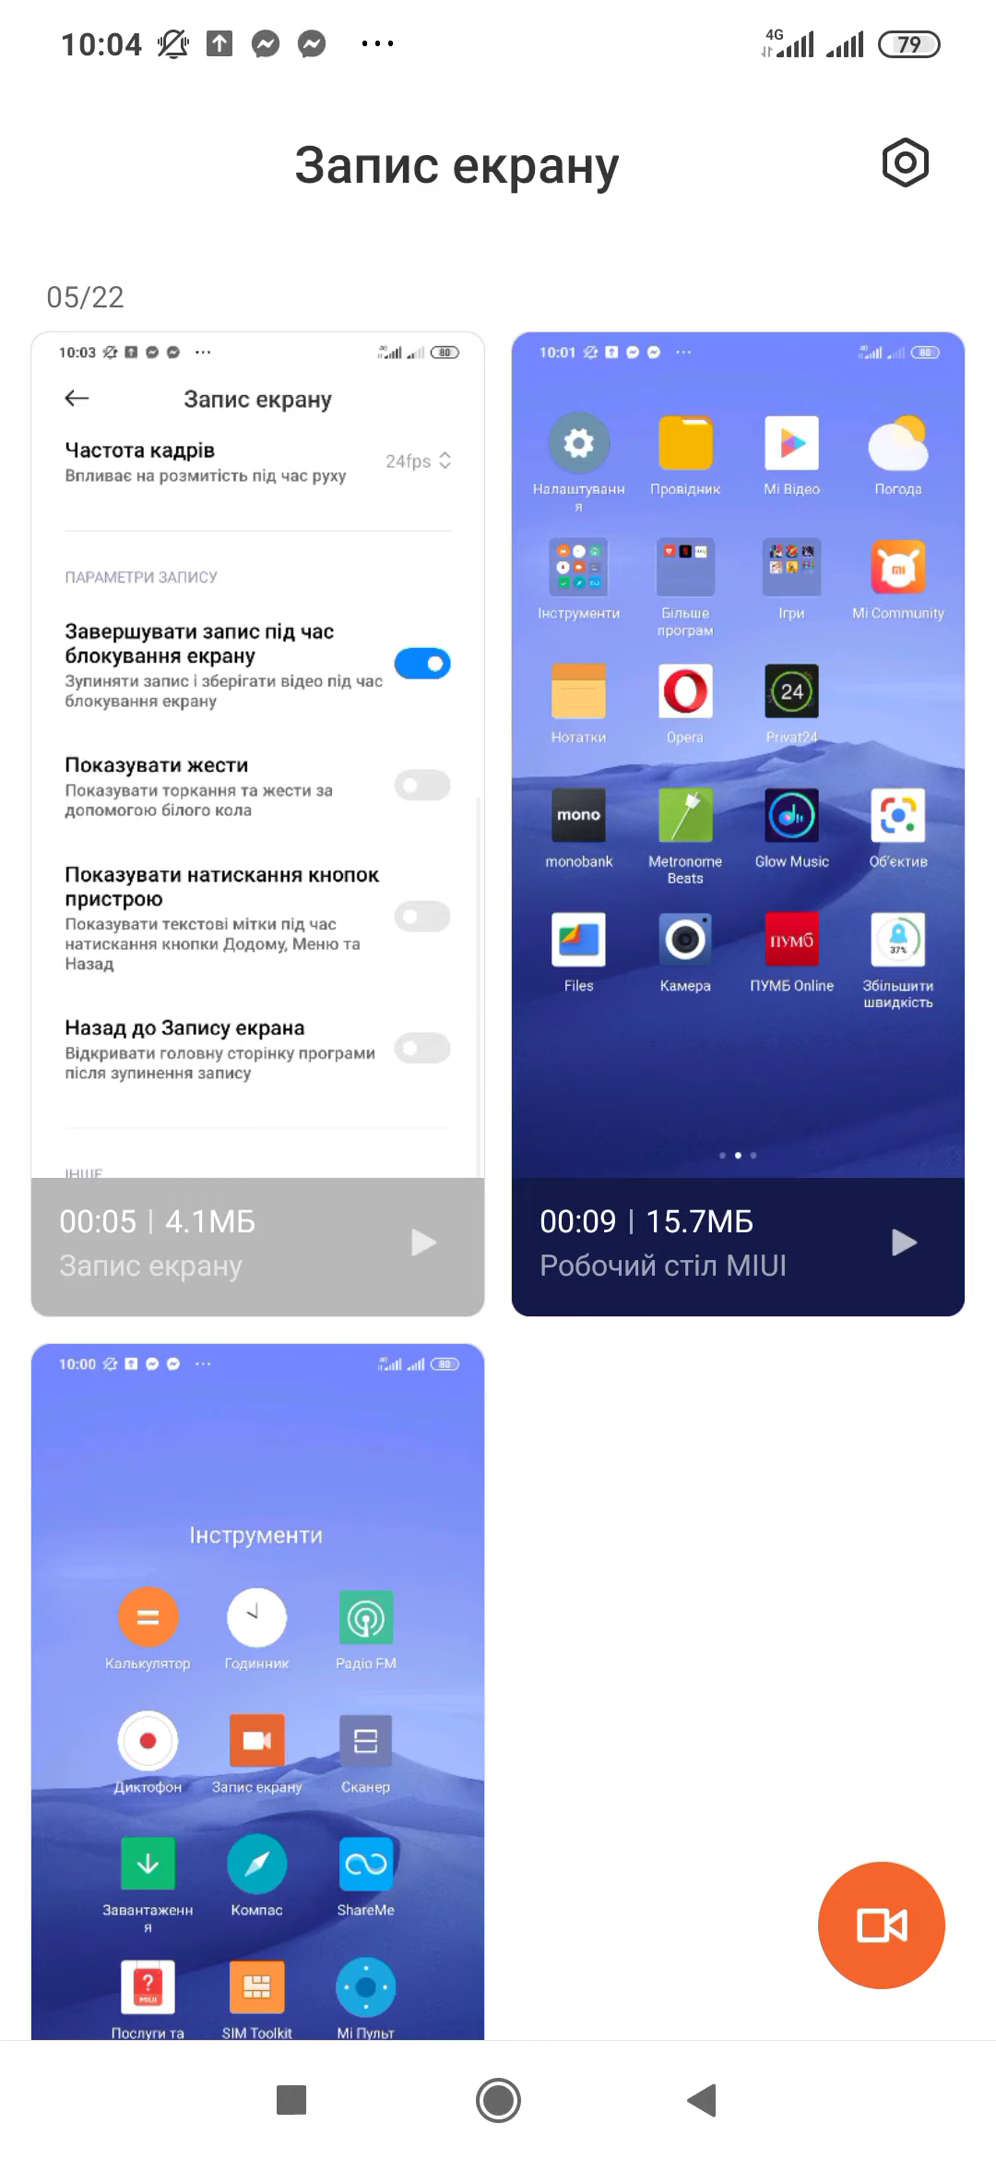 10:04
4G
79
Запис екрану
05/22
10:03
80
Запис екрану
Частота кадрів
Впливає на розмитість під час руху
24fps
ПАРАМЕТРИ ЗАПИСУ
Завершувати запис під час
блокування екрану
Зупиняти запис і зберігати відео під час
блокування екрану
Показувати жести
Показувати торкання та жести за
допомогою білого кола
Показувати натискання кнопок
пристрою
Показувати текстові мітки під час
натискання кнопки Додому, Меню та
Назад
Назад до Запису екрана
Відкривати головну сторінку програми
після зупинення запису
ІНШЕ
00:05 | 4.1МБ
Запис екрану
10:01
80
Налаштуванн
я
Провідник
Mi Відео
Погода
Інструменти
Більше
програм
Ігри
mi
Mi Community
Нотатки
Opera
24
Privat24
mono
monobank
Metronome
Beats
Glow Music
Об'єктив
Files
Камера
ПУМБ
ПУМБ Online
37%
Збільшити
швидкість
00:09 | 15.7МБ
Робочий стіл MIUI
10:00
80
Інструменти
Калькулятор
Годинник
Радіо FM
Диктофон
Запис екрану
Сканер
Завантаженн
я
Компас
ShareMe
?
MIUI
Послуги та
SIM Toolkit
Mi Пульт